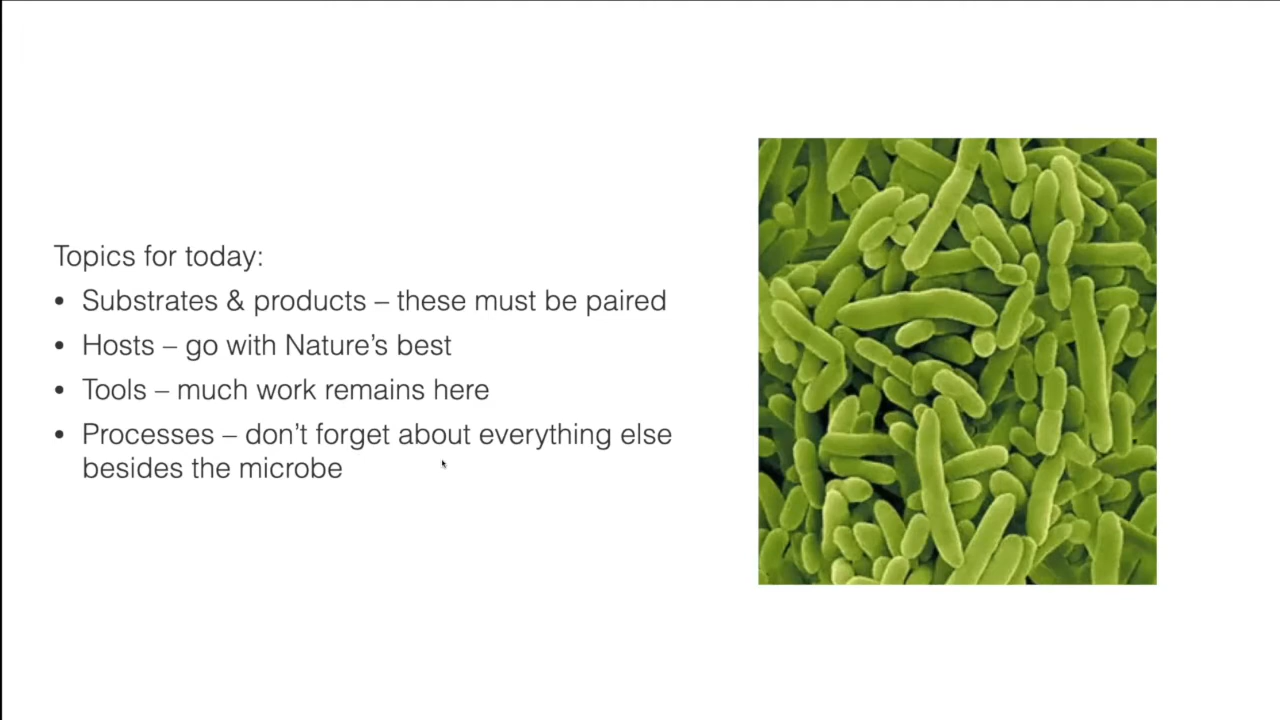 Topics for today:
• Substrates & products – these must be paired
• Hosts – go with Nature’s best
• Tools – much work remains here
• Processes – don’t forget about everything else
besides the microbe